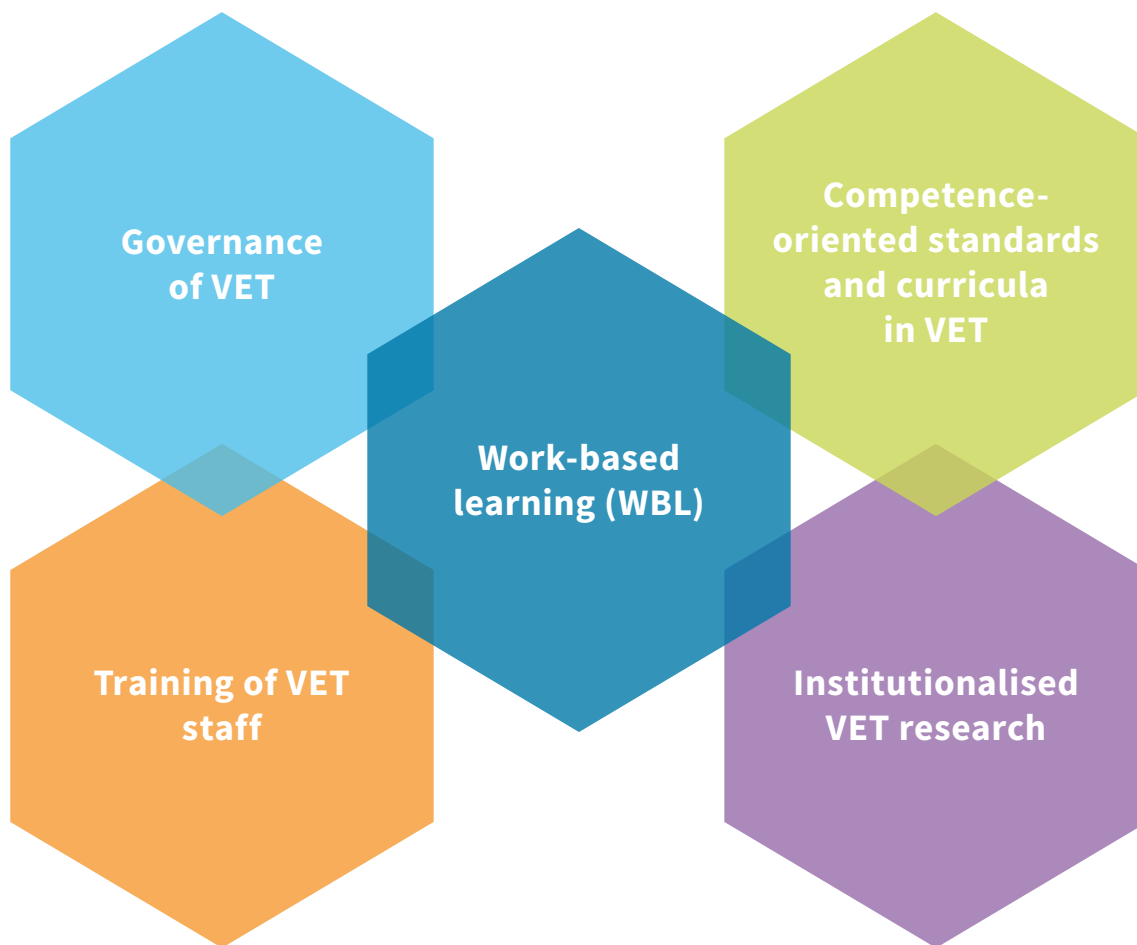 Governance
of VET
Competence-
oriented standards
and curricula
in VET
Work-based
learning (WBL)
Training of VET
staff
Institutionalised
VET research